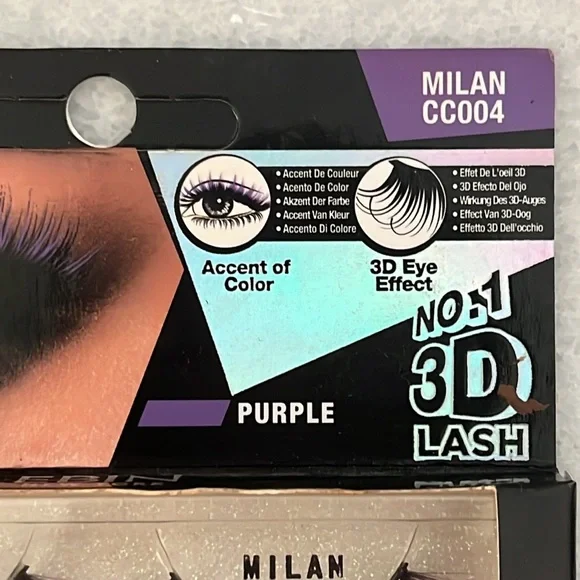 MILAN
CC004
• Accent De Couleur
• Acento De Color
• Akzent Der Farbe
• Accent Van Kleur
• Accento Di Colore
Accent of
Color
• Effet De L'oeil 3D
• 3D Efecto Del Ojo
• Wirkung Des 3D-Auges
• Effect Van 3D-Oog
• Effetto 3D Dell'occhio
3D Eye
Effect
NO.1
3D
LASH
PURPLE
MILAN